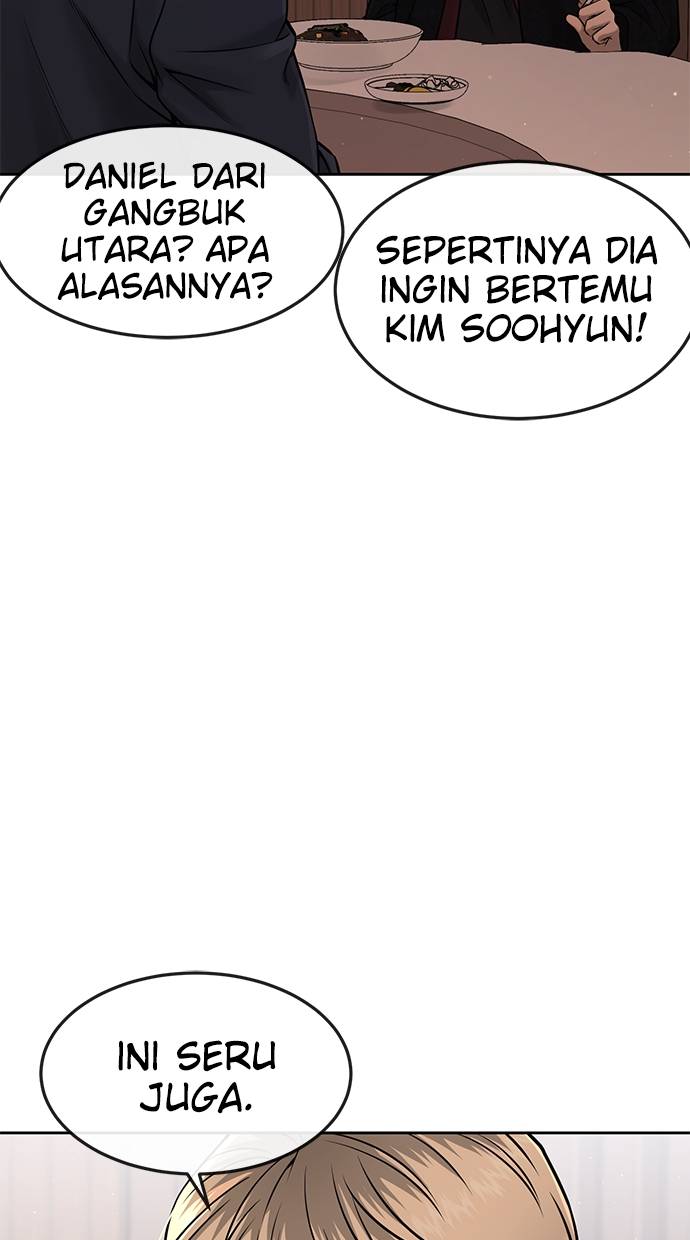 DANIEL DARI
GANGBUK
UTARA? APA
ALASANNYA?
SEPERTINYA DIA
INGIN BERTEMU
KIM SOOHYUN!
INI SERU
JUGA.